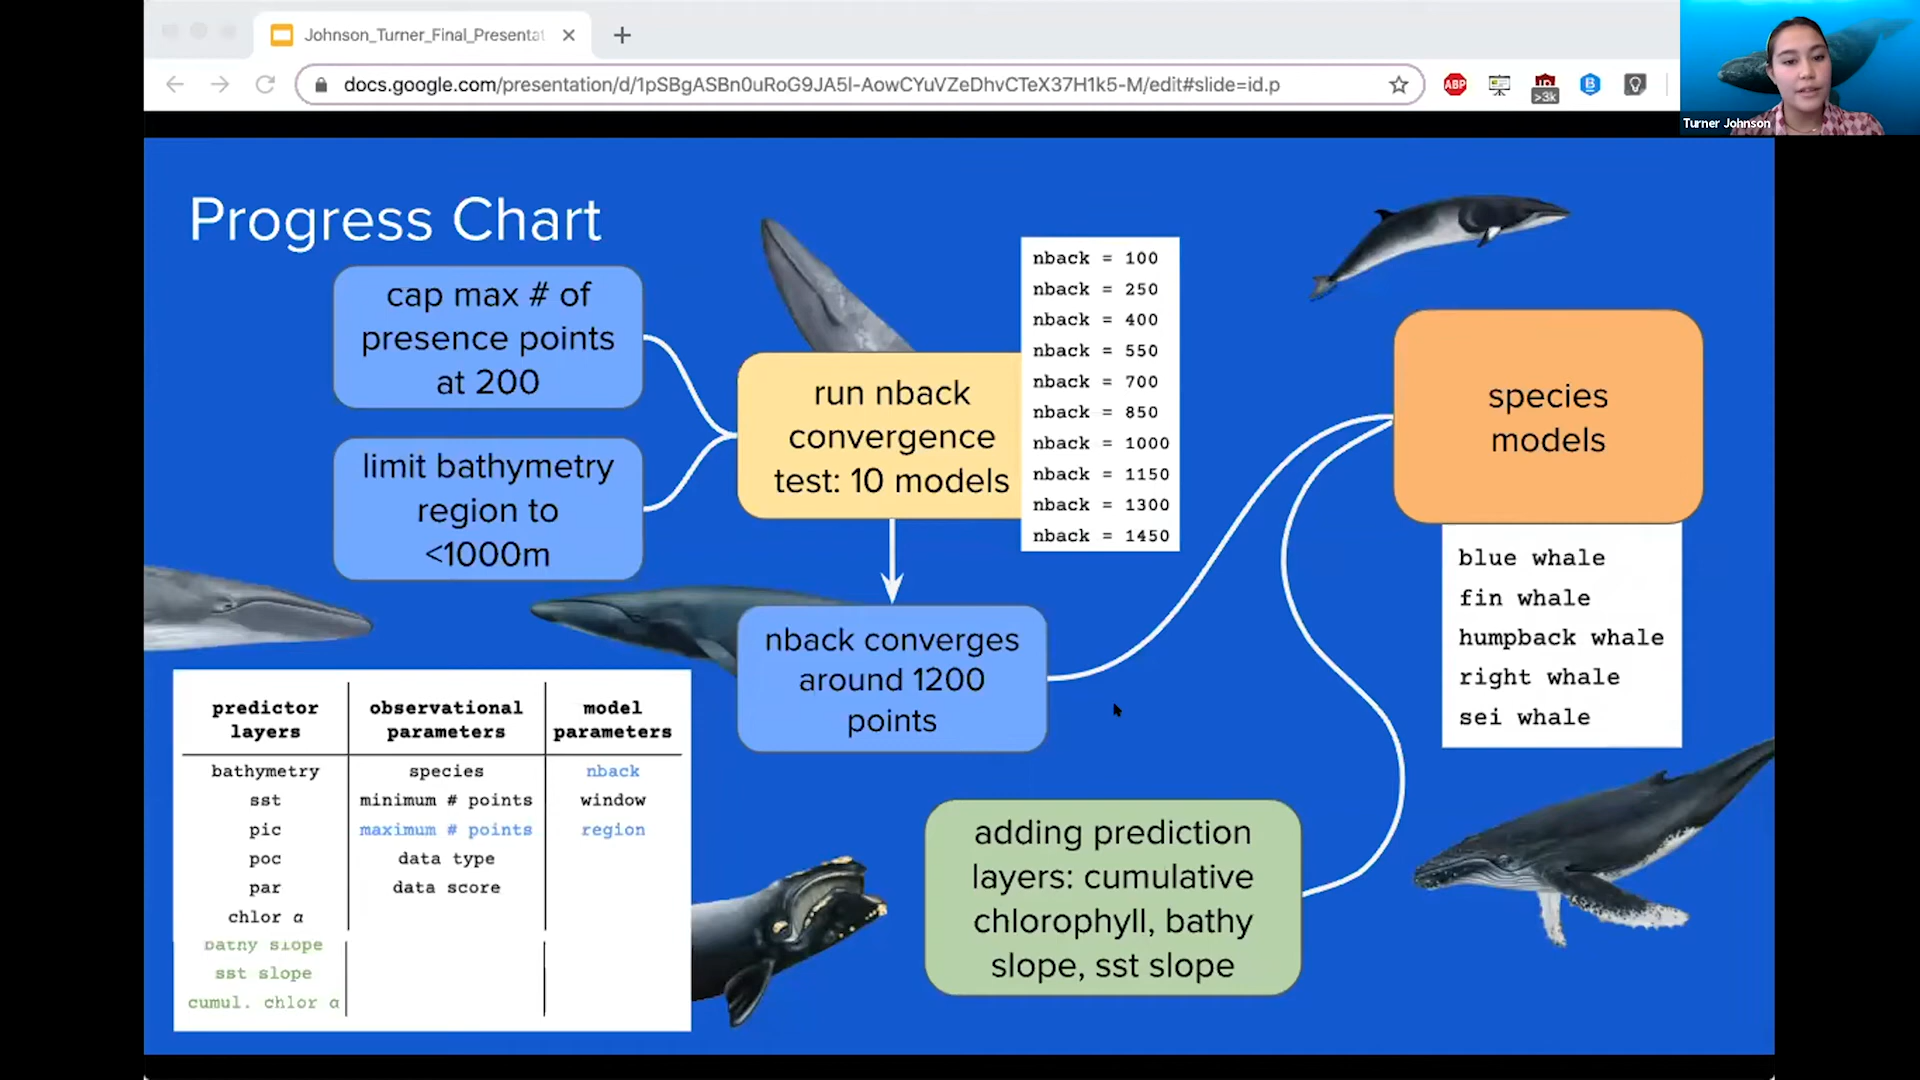 Johnson_Turner_Final_Presentat
docs.google.com/presentation/d/1pSBgASBn0uRoG9JA5l-AowCYuVZeDhvCTeX37H1k5-M/edit#slide=id.p
ABP
>3k
B
Turner Johnson
Progress Chart
cap max # of
presence points
at 200
limit bathymetry
region to
<1000m
run nback
convergence
test: 10 models
nback = 100
nback = 250
nback = 400
nback = 550
nback = 700
nback = 850
nback = 1000
nback = 1150
nback = 1300
nback = 1450
nback converges
around 1200
points
species
models
blue whale
fin whale
humpback whale
right whale
sei whale
adding prediction
layers: cumulative
chlorophyll, bathy
slope, sst slope
predictor
layers
bathymetry
sst
pic
poc
par
chlor α
bathy slope
sst slope
cumul. chlor α
observational
parameters
species
minimum # points
maximum # points
data type
data score
model
parameters
nback
window
region